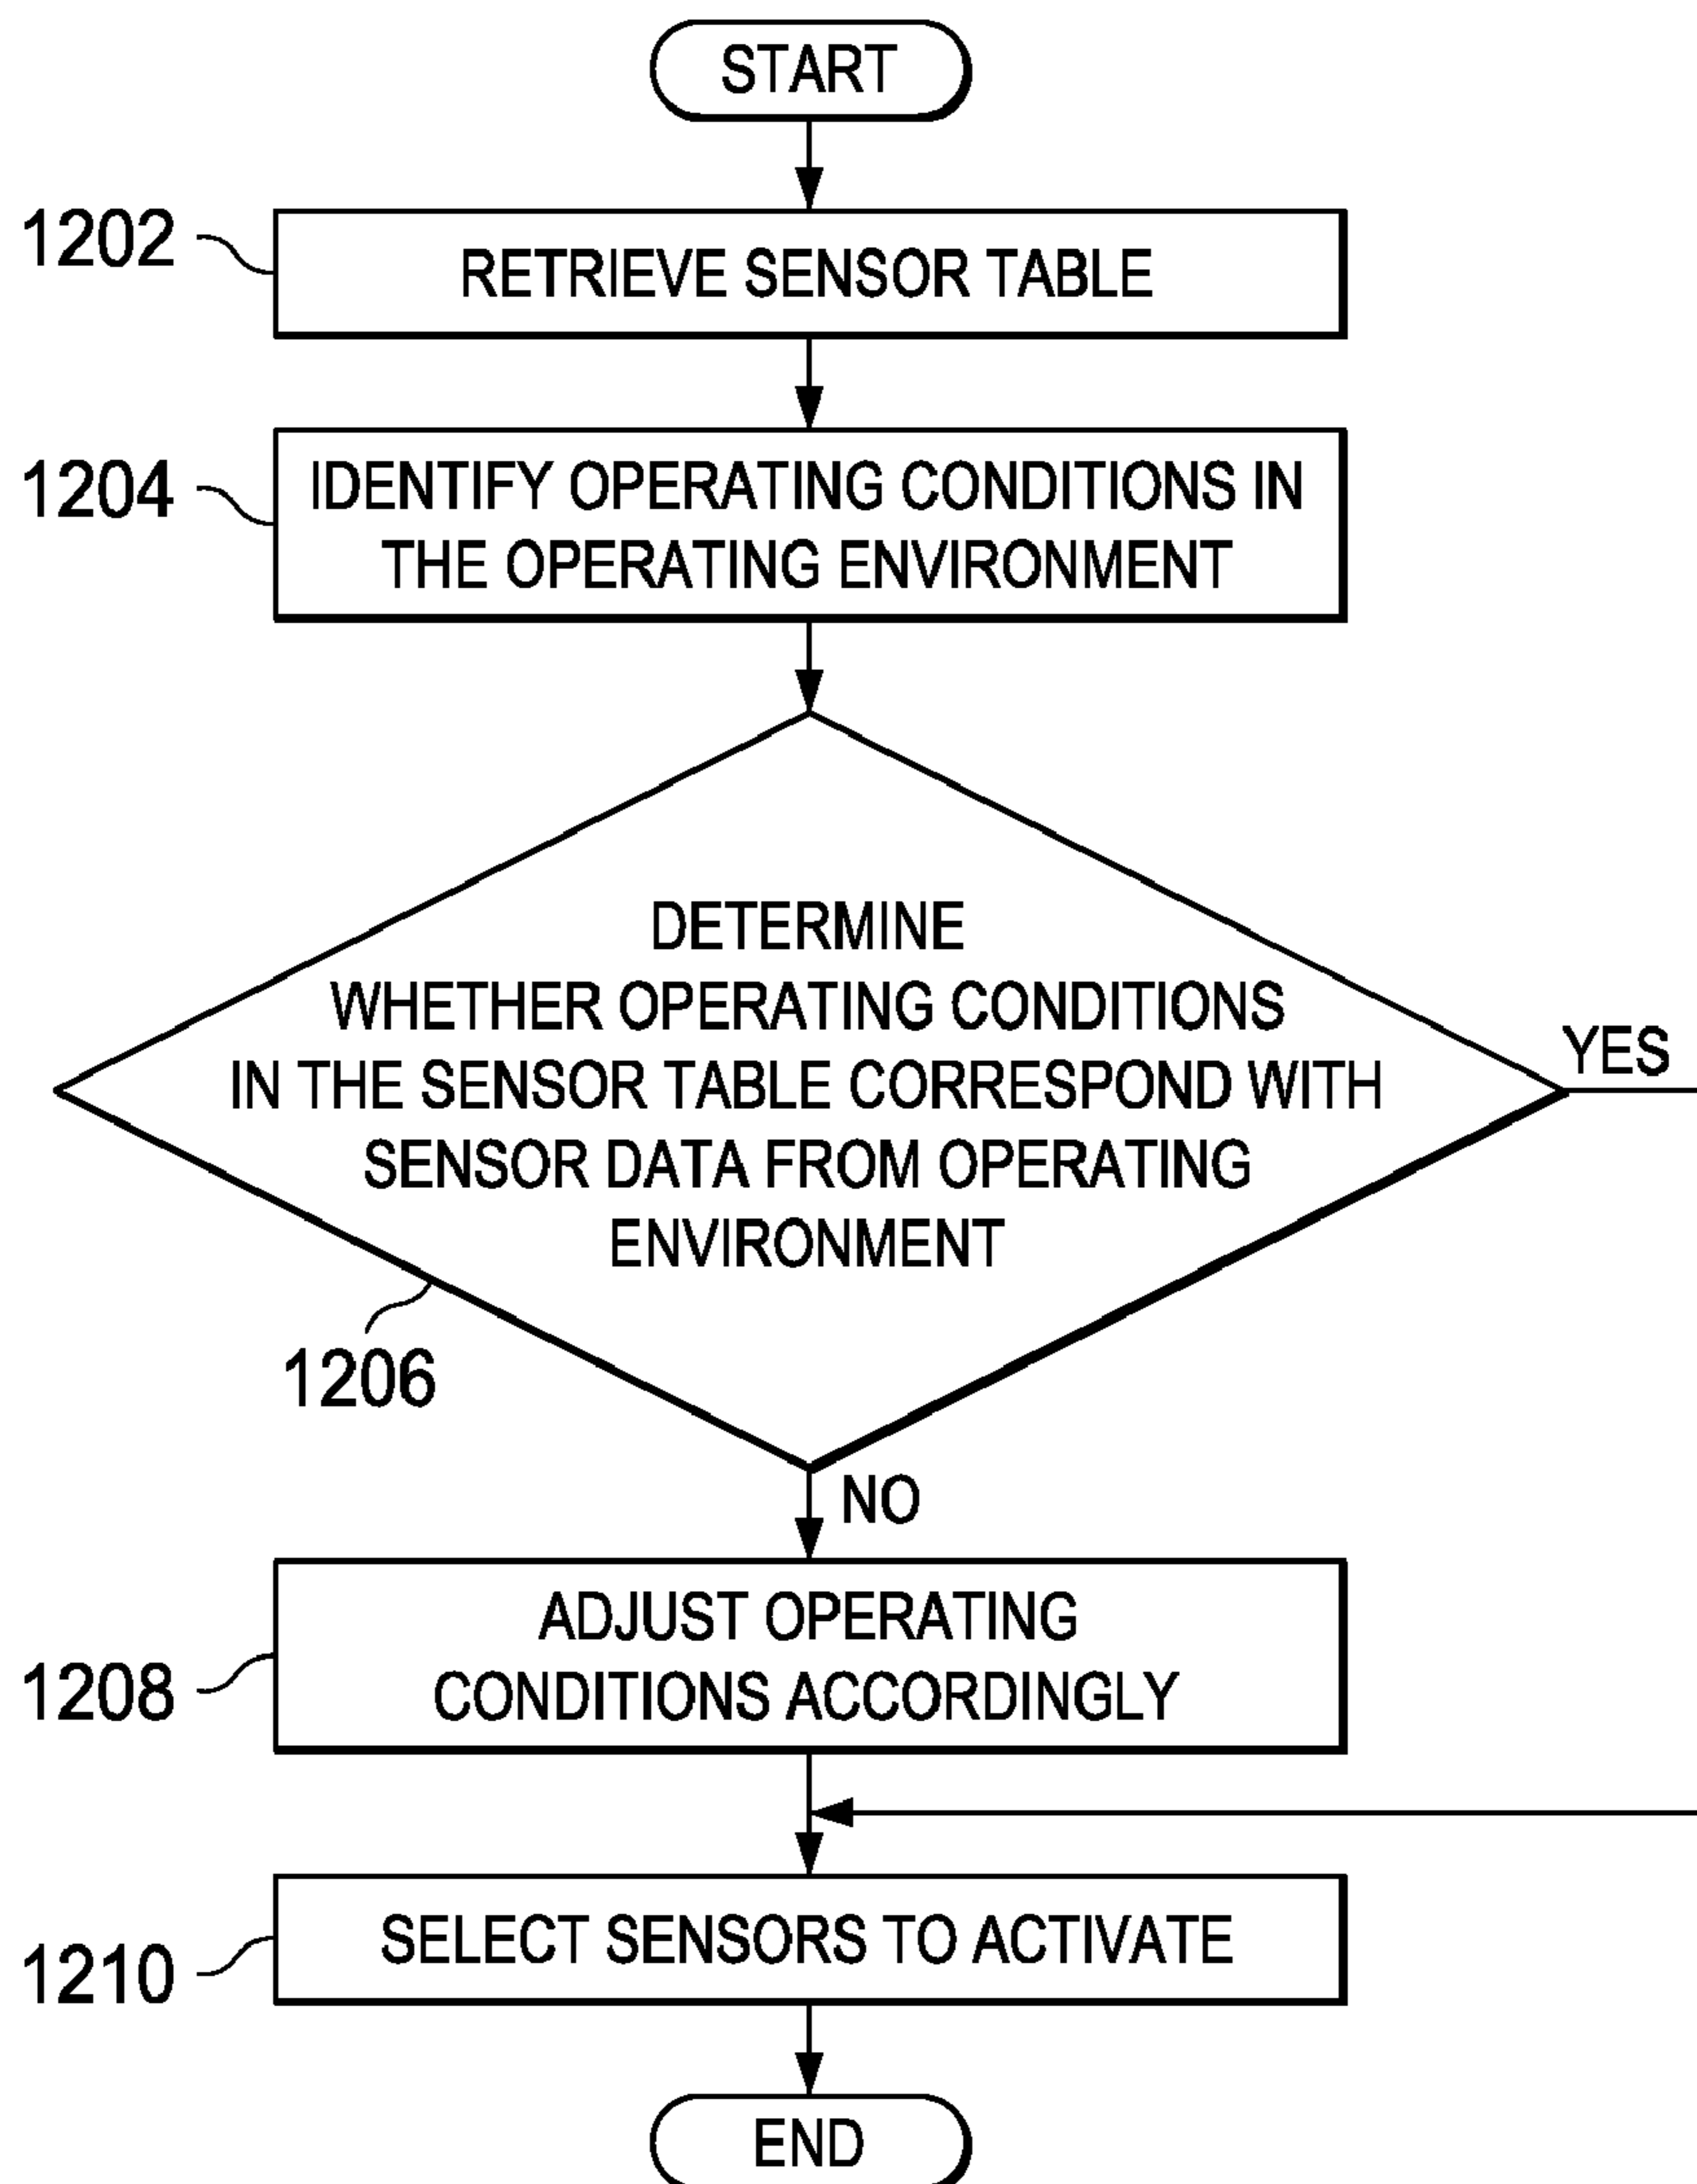 START
1202
RETRIEVE SENSOR TABLE
1204
IDENTIFY OPERATING CONDITIONS IN
THE OPERATING ENVIRONMENT
DETERMINE
WHETHER OPERATING CONDITIONS
IN THE SENSOR TABLE CORRESPOND WITH
SENSOR DATA FROM OPERATING
ENVIRONMENT
YES
1206
NO
1208
ADJUST OPERATING
CONDITIONS ACCORDINGLY
1210
SELECT SENSORS TO ACTIVATE
END